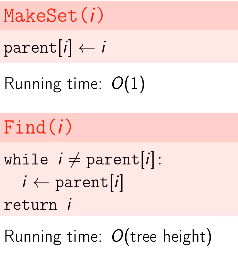 MakeSet(i)
parent[i] ← i
Running time: O(1)
Find(i)
while i ≠ parent[i]:
i ← parent[i]
return i
Running time: O(tree height)